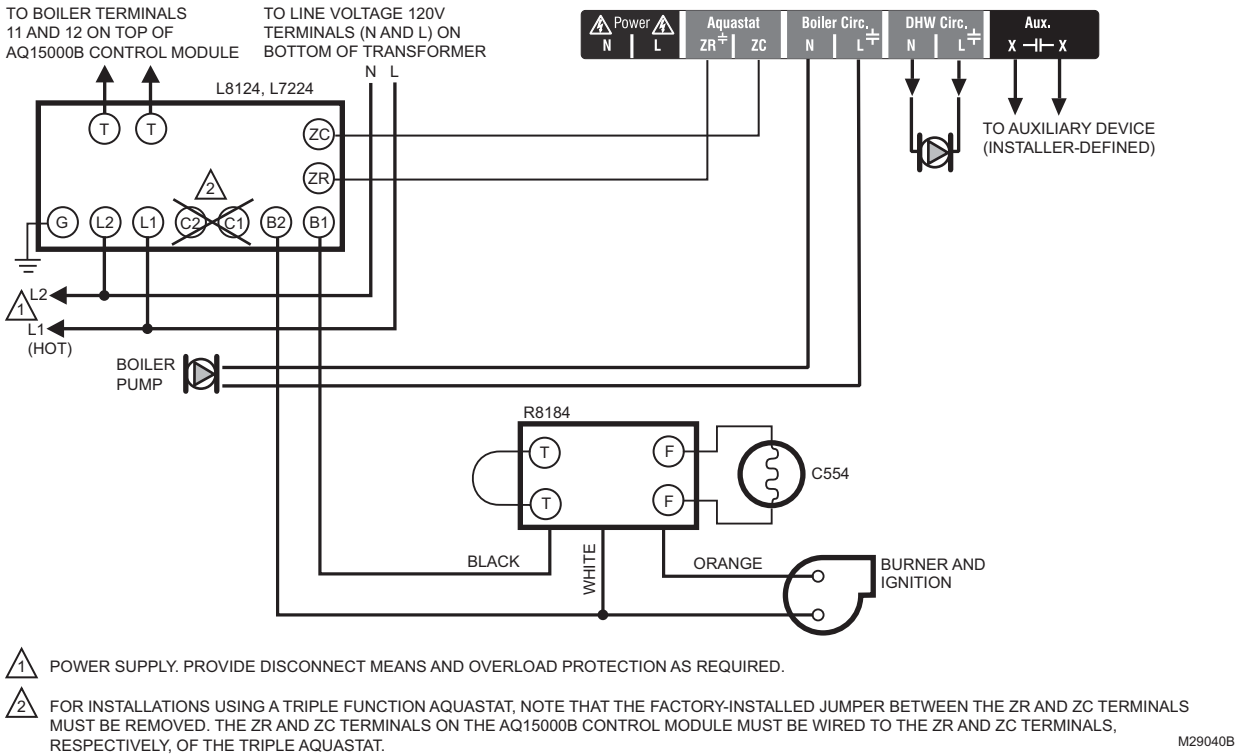 TO BOILER TERMINALS
11 AND 12 ON TOP OF
AQ15000B CONTROL MODULE
TO LINE VOLTAGE 120V
TERMINALS (N AND L) ON
BOTTOM OF TRANSFORMER
N L
Power
N L
Aquastat
ZR ZC
Boiler Circ.
N L
DHW Circ.
N L
Aux.
X X
TO AUXILIARY DEVICE
(INSTALLER-DEFINED)
L8124, L7224
T T
ZC
ZR
2
G L2 L1 C2 C1 B2 B1
1
L2
L1
(HOT)
BOILER
PUMP
R8184
T F
T F
C554
BLACK
WHITE
ORANGE
BURNER AND
IGNITION
1 POWER SUPPLY. PROVIDE DISCONNECT MEANS AND OVERLOAD PROTECTION AS REQUIRED.
2 FOR INSTALLATIONS USING A TRIPLE FUNCTION AQUASTAT, NOTE THAT THE FACTORY-INSTALLED JUMPER BETWEEN THE ZR AND ZC TERMINALS
MUST BE REMOVED. THE ZR AND ZC TERMINALS ON THE AQ15000B CONTROL MODULE MUST BE WIRED TO THE ZR AND ZC TERMINALS,
RESPECTIVELY, OF THE TRIPLE AQUASTAT.
M29040B